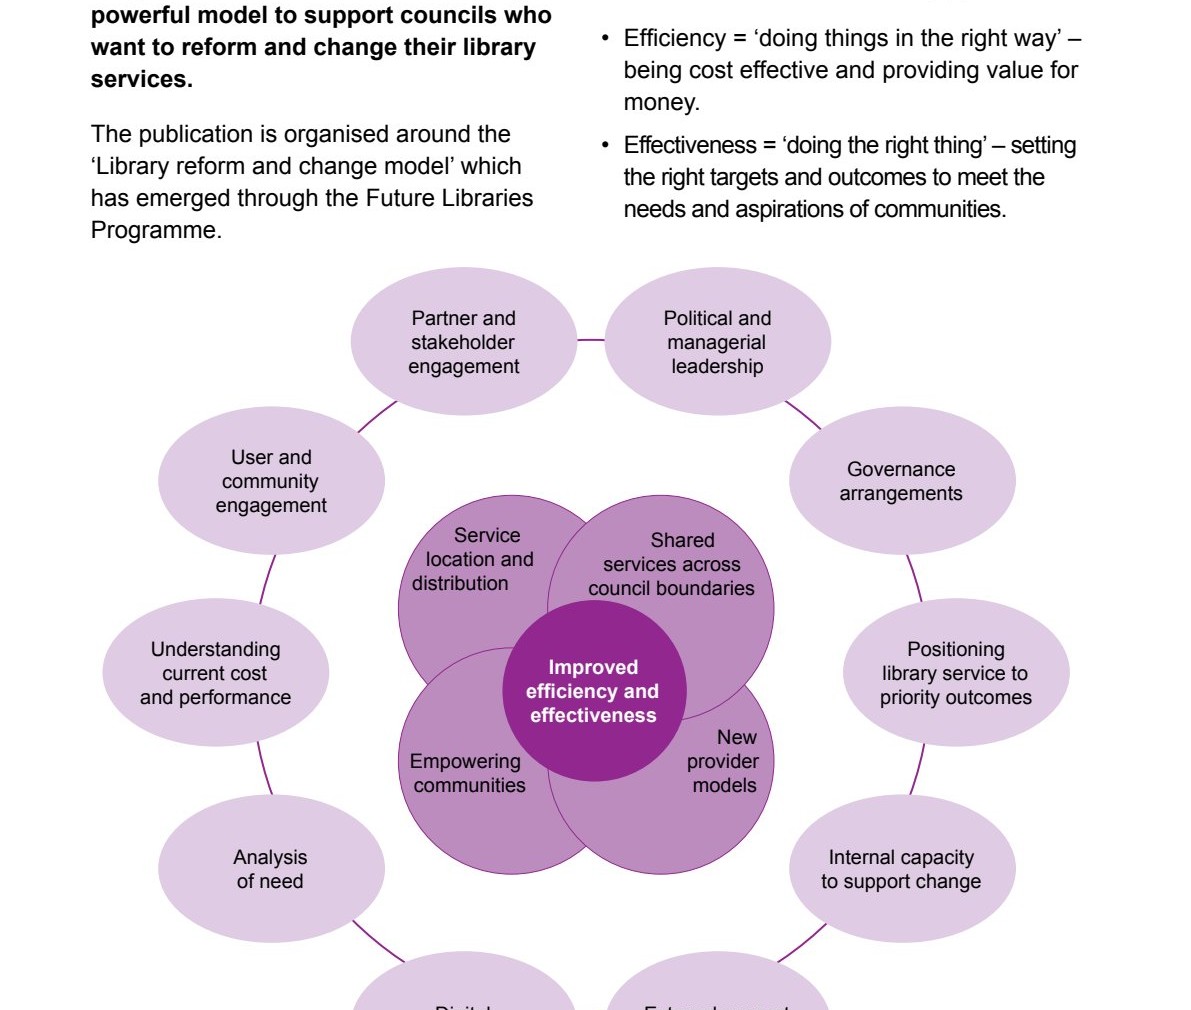 powerful model to support councils who
want to reform and change their library
services.
The publication is organised around the
‘Library reform and change model’ which
has emerged through the Future Libraries
Programme.
• Efficiency = ‘doing things in the right way’ –
being cost effective and providing value for
money.
• Effectiveness = ‘doing the right thing’ – setting
the right targets and outcomes to meet the
needs and aspirations of communities.
Partner and
stakeholder
engagement
Political and
managerial
leadership
User and
community
engagement
Governance
arrangements
Service
location and
distribution
Shared
services across
council boundaries
Understanding
current cost
and performance
Improved
efficiency and
effectiveness
Positioning
library service to
priority outcomes
Empowering
communities
New
provider
models
Analysis
of need
Internal capacity
to support change